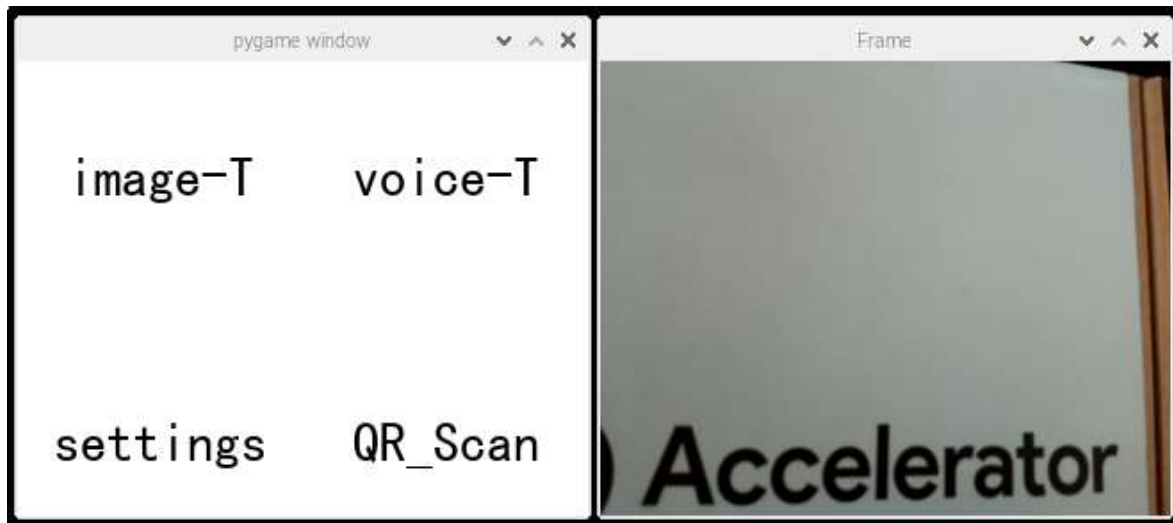 pygame window
Frame
image-T voice-T
settings QR_Scan
Accelerator